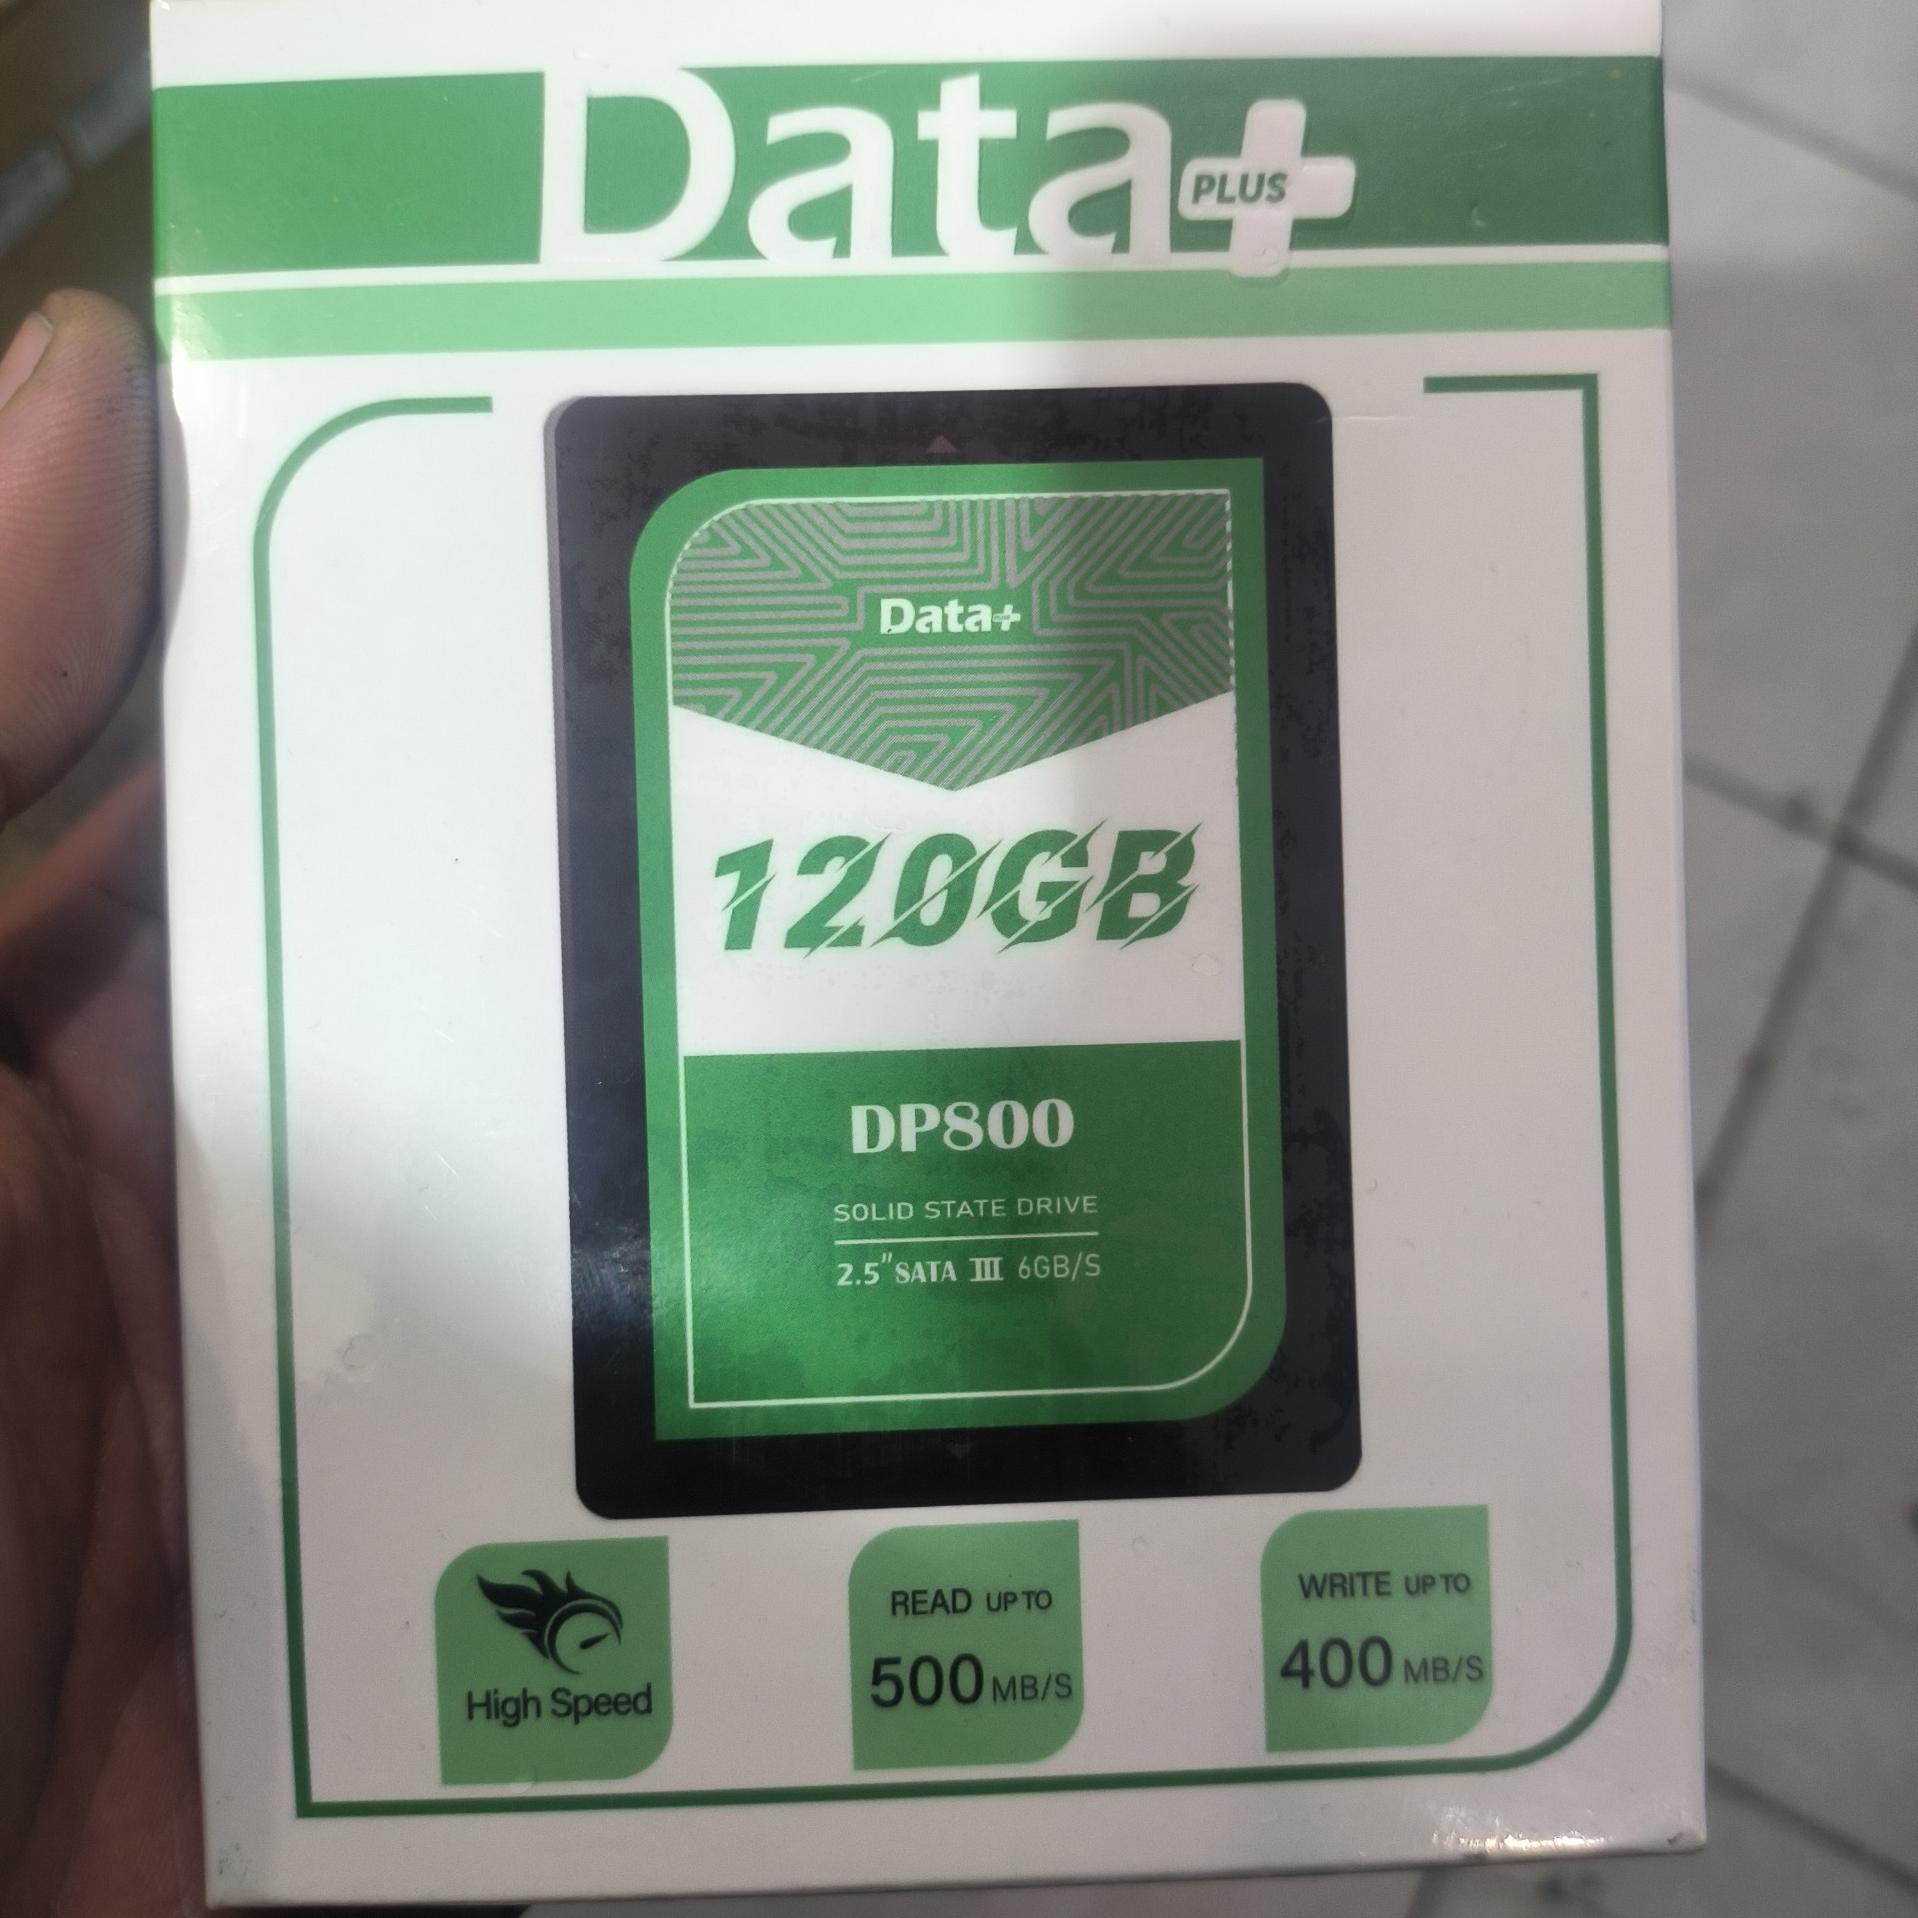 Data+
PLUS
Data+
120GB
DP800
SOLID STATE DRIVE
2.5"SATA III 6GB/S
High Speed
READ UP TO
500 MB/S
WRITE UP TO
400 MB/S